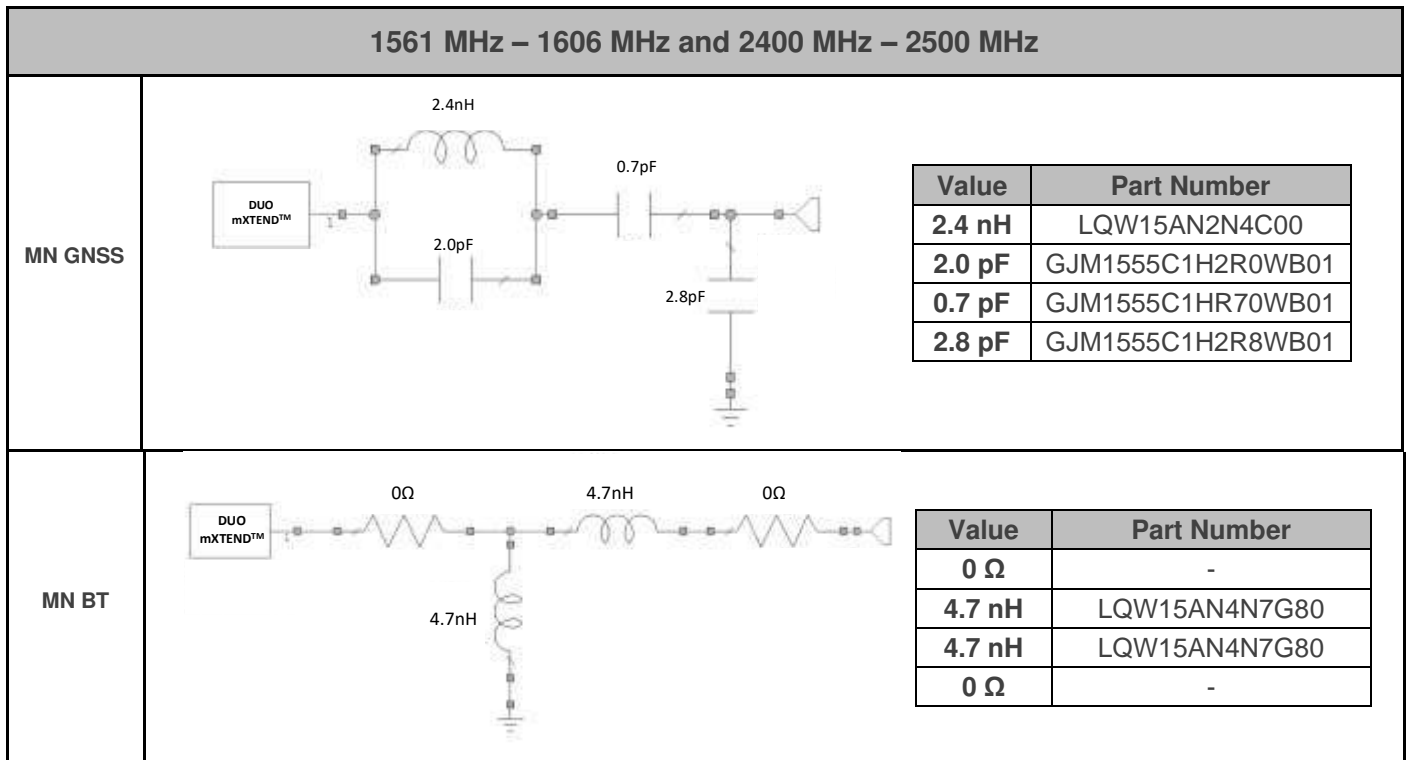 1561 MHz – 1606 MHz and 2400 MHz – 2500 MHz
MN GNSS
2.4nH
DUO
mXTEND™
0.7pF
2.0pF
2.8pF
Value Part Number
2.4 nH LQW15AN2N4C00
2.0 pF GJM1555C1H2R0WB01
0.7 pF GJM1555C1HR70WB01
2.8 pF GJM1555C1H2R8WB01
MN BT
0Ω 4.7nH 0Ω
DUO
mXTEND™
4.7nH
Value Part Number
0 Ω -
4.7 nH LQW15AN4N7G80
4.7 nH LQW15AN4N7G80
0 Ω -